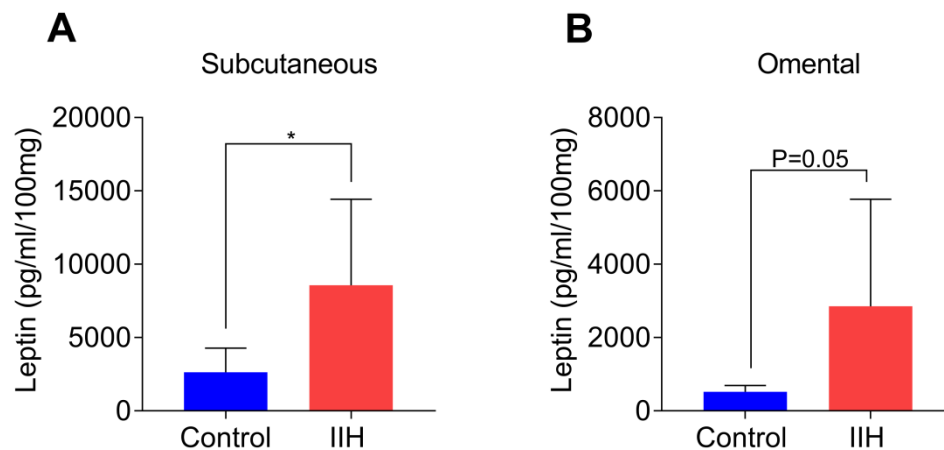 A
Subcutaneous
Leptin (pg/ml/100mg)
20000
15000
10000
5000
0
*
Control
IIH
B
Omental
Leptin (pg/ml/100mg)
8000
6000
4000
2000
0
P=0.05
Control
IIH